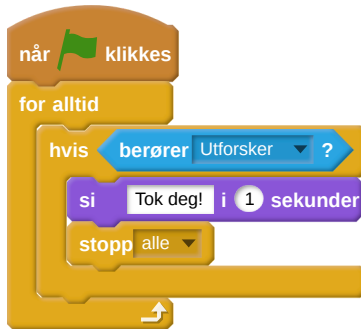 når klikkes
for alltid
hvis berører Utforsker ?
si Tok deg! i 1 sekunder
stopp alle